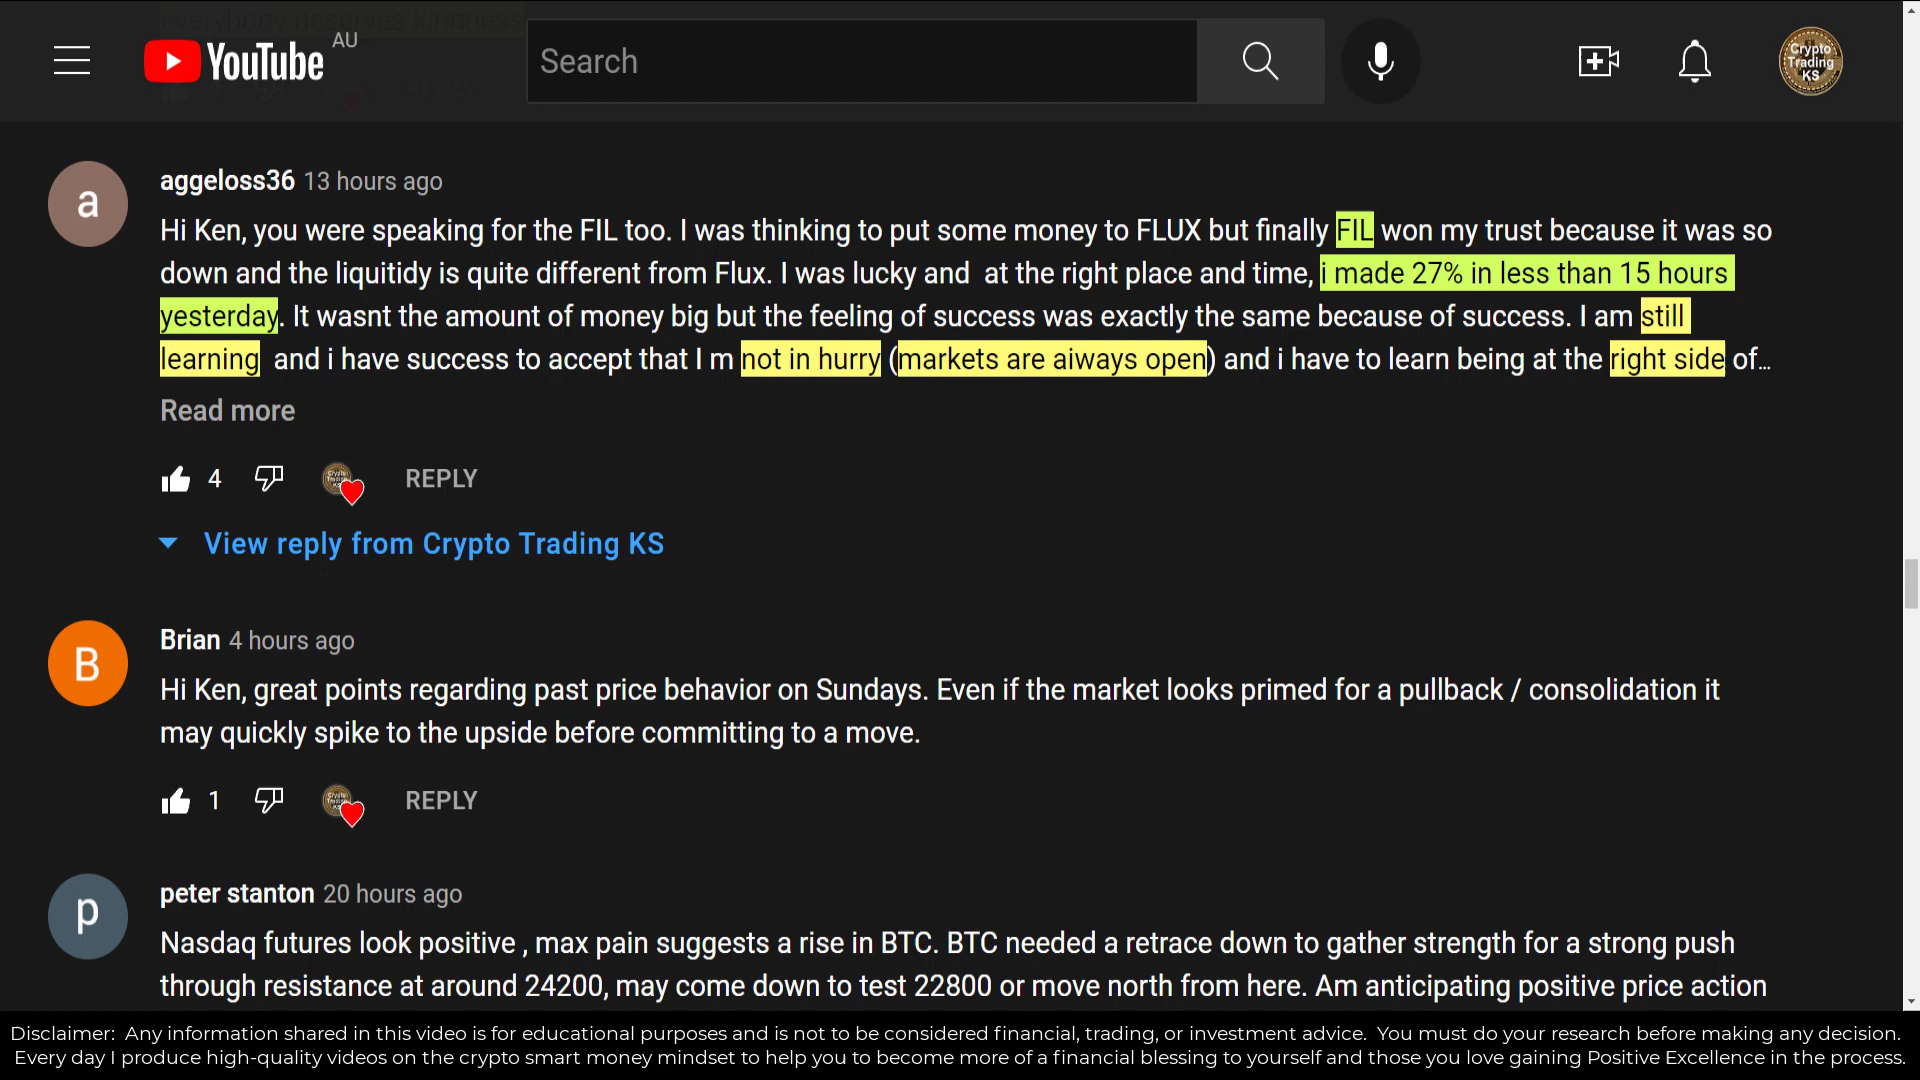 everybody deserves kindness
YouTube AU
Search
Crypto Trading KS
aggeloss36 13 hours ago
Hi Ken, you were speaking for the FIL too. I was thinking to put some money to FLUX but finally FIL won my trust because it was so
down and the liquitidy is quite different from Flux. I was lucky and  at the right place and time, i made 27% in less than 15 hours
yesterday. It wasnt the amount of money big but the feeling of success was exactly the same because of success. I am still
learning  and i have success to accept that I m not in hurry (markets are aiways open) and i have to learn being at the right side of...
Read more
4 REPLY
View reply from Crypto Trading KS
Brian 4 hours ago
Hi Ken, great points regarding past price behavior on Sundays. Even if the market looks primed for a pullback / consolidation it
may quickly spike to the upside before committing to a move.
1 REPLY
peter stanton 20 hours ago
Nasdaq futures look positive , max pain suggests a rise in BTC. BTC needed a retrace down to gather strength for a strong push
through resistance at around 24200, may come down to test 22800 or move north from here. Am anticipating positive price action
Disclaimer:  Any information shared in this video is for educational purposes and is not to be considered financial, trading, or investment advice.  You must do your research before making any decision.
Every day I produce high-quality videos on the crypto smart money mindset to help you to become more of a financial blessing to yourself and those you love gaining Positive Excellence in the process.